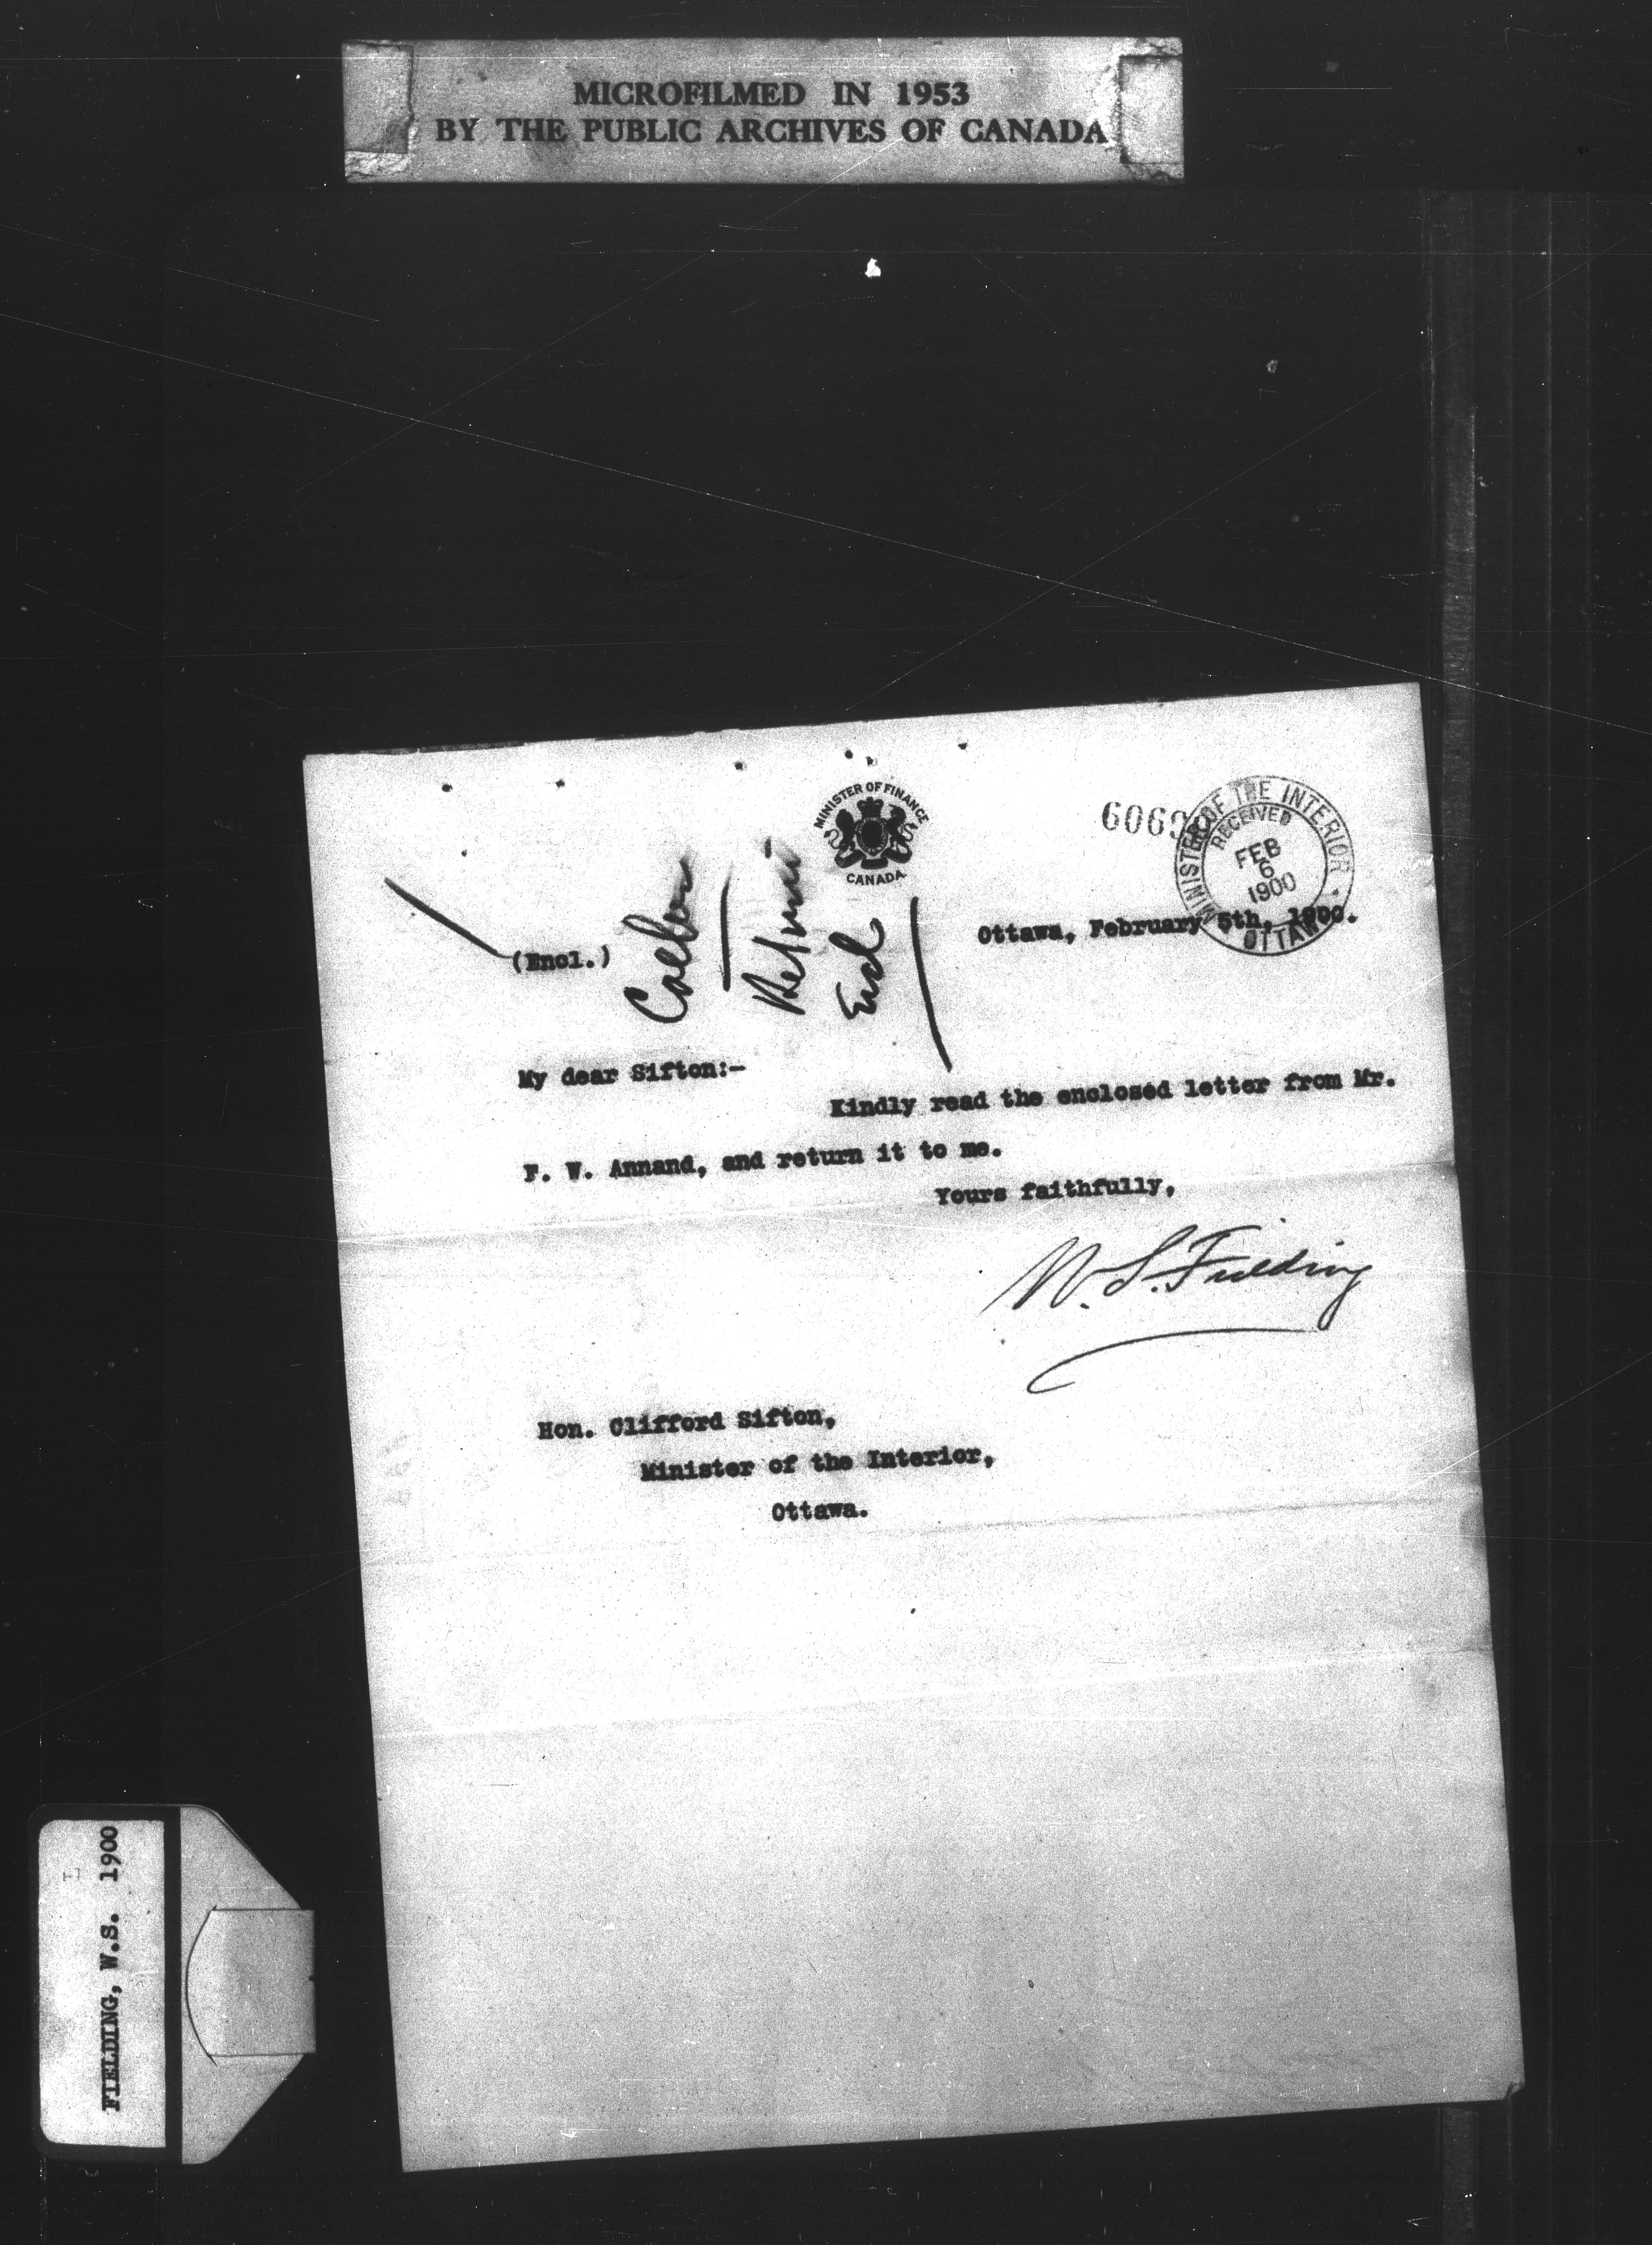 MICROFILMED IN 1953
BY THE PUBLIC ARCHIVES OF CANADA
MINISTER OF FINANCE
CANADA
MINISTER OF THE INTERIOR
RECEIVED
FEB
6
1900
OTTAWA
Ottawa, February 5th, 1900.
(Encl.)
Return
Encl
My dear Sifton:-
Kindly read the enclosed letter from Mr.
F. W. Annand, and return it to me.
Yours faithfully,
W. S. Fielding
Hon. Clifford Sifton,
Minister of the Interior,
Ottawa.
FIELDING, W.S. 1900